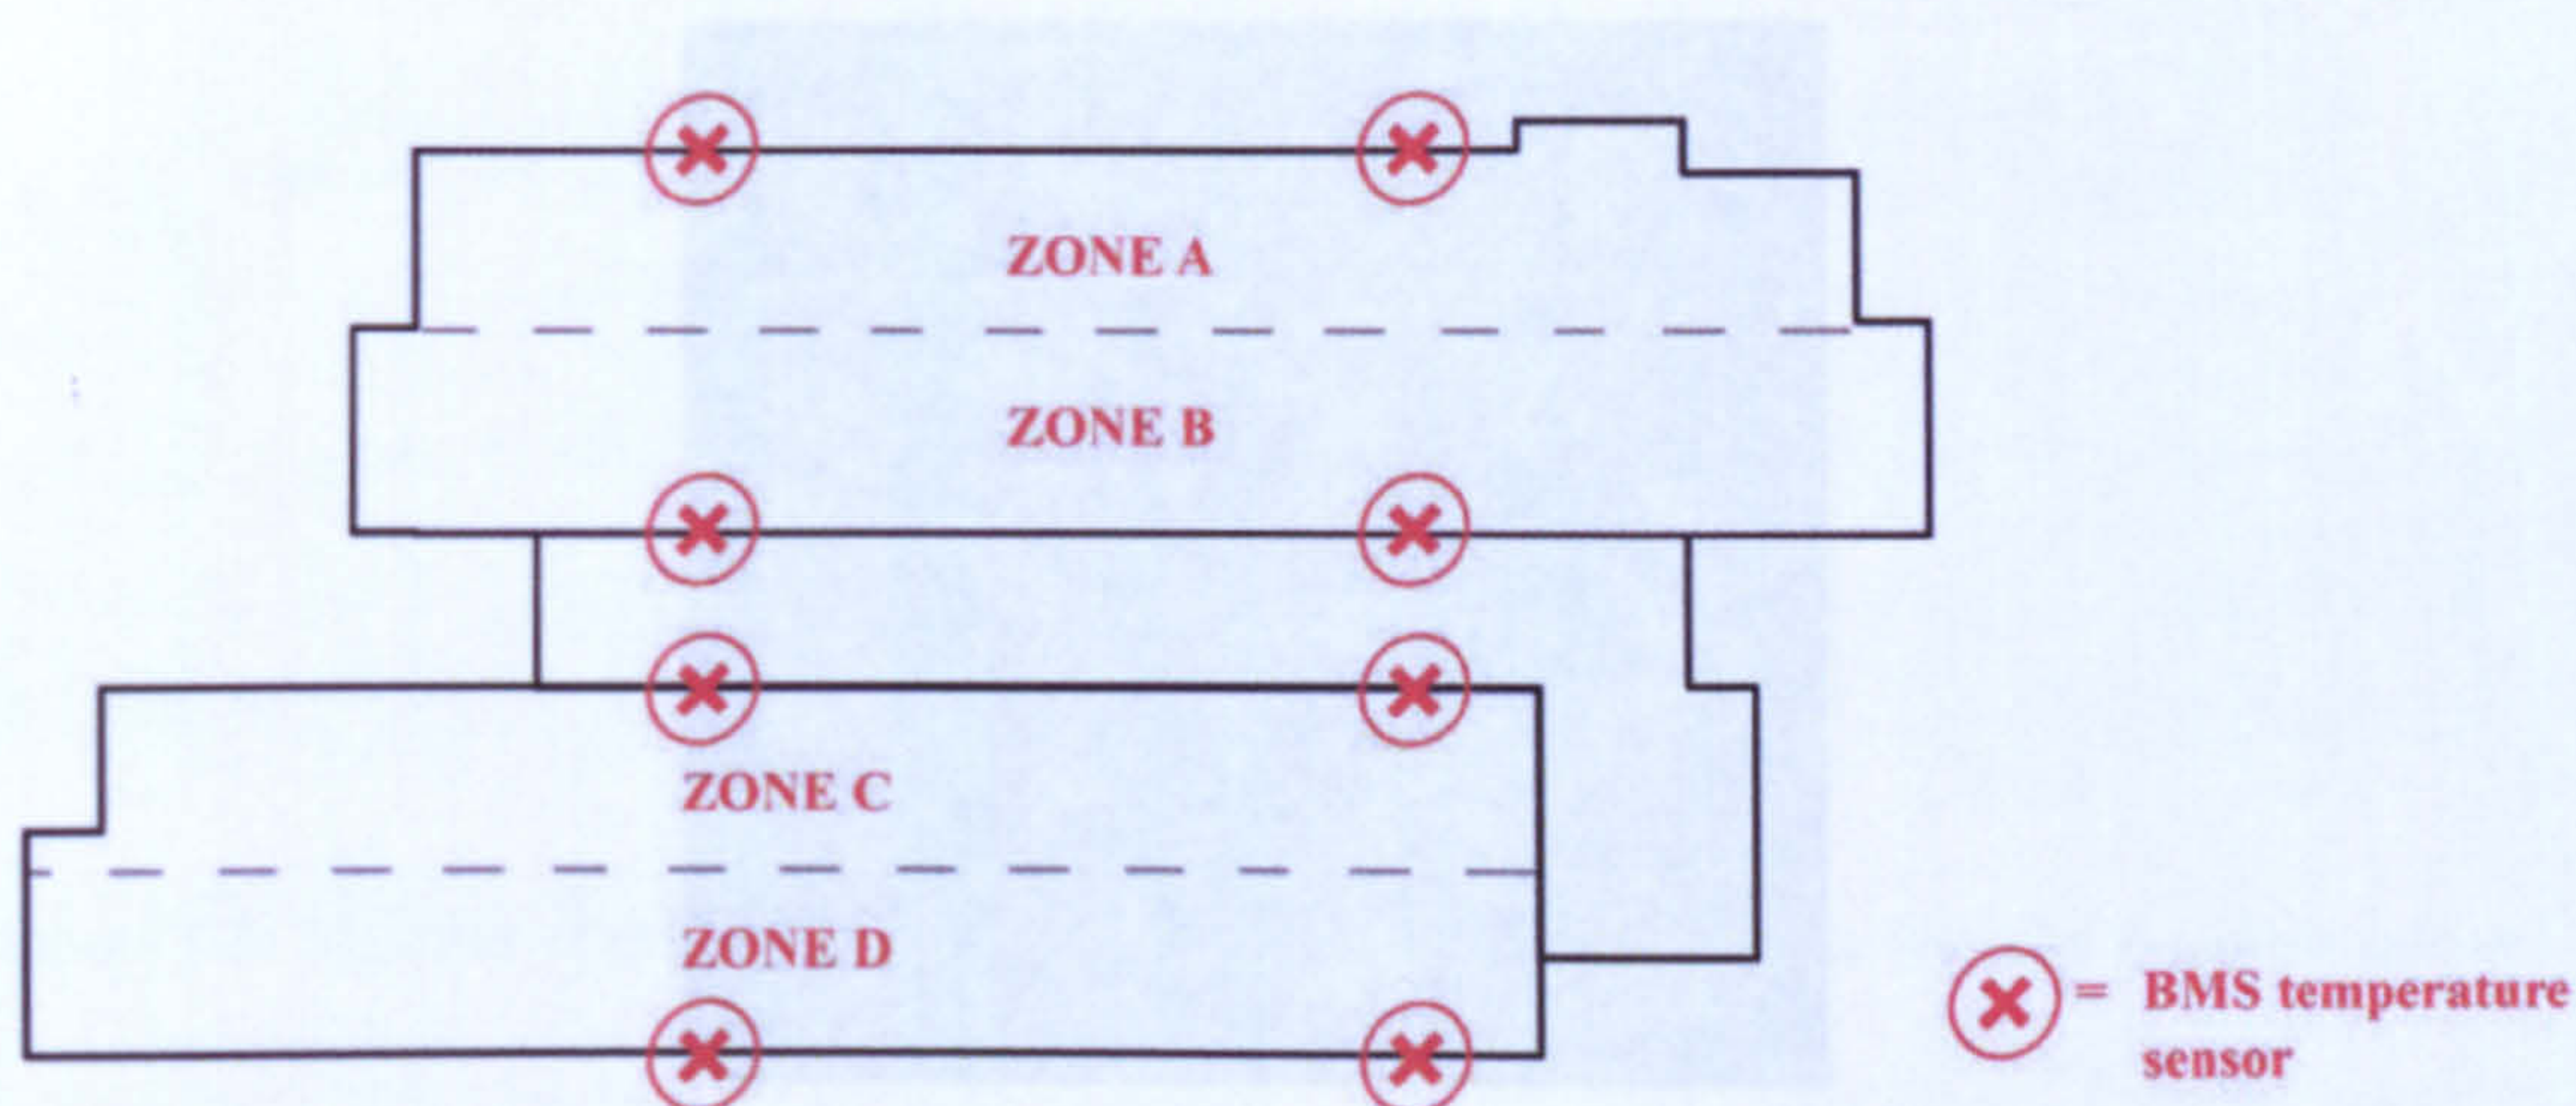 ZONE A
ZONE B
ZONE C
ZONE D
= BMS temperature
sensor